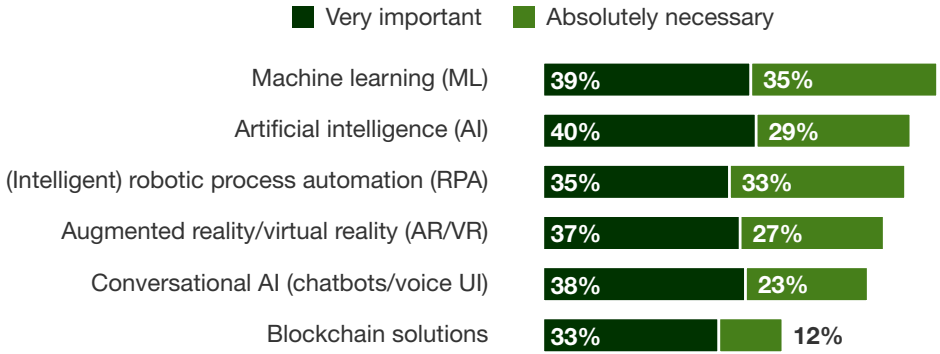 Very important Absolutely necessary
Machine learning (ML) 39% 35%
Artificial intelligence (AI) 40% 29%
(Intelligent) robotic process automation (RPA) 35% 33%
Augmented reality/virtual reality (AR/VR) 37% 27%
Conversational AI (chatbots/voice UI) 38% 23%
Blockchain solutions 33% 12%